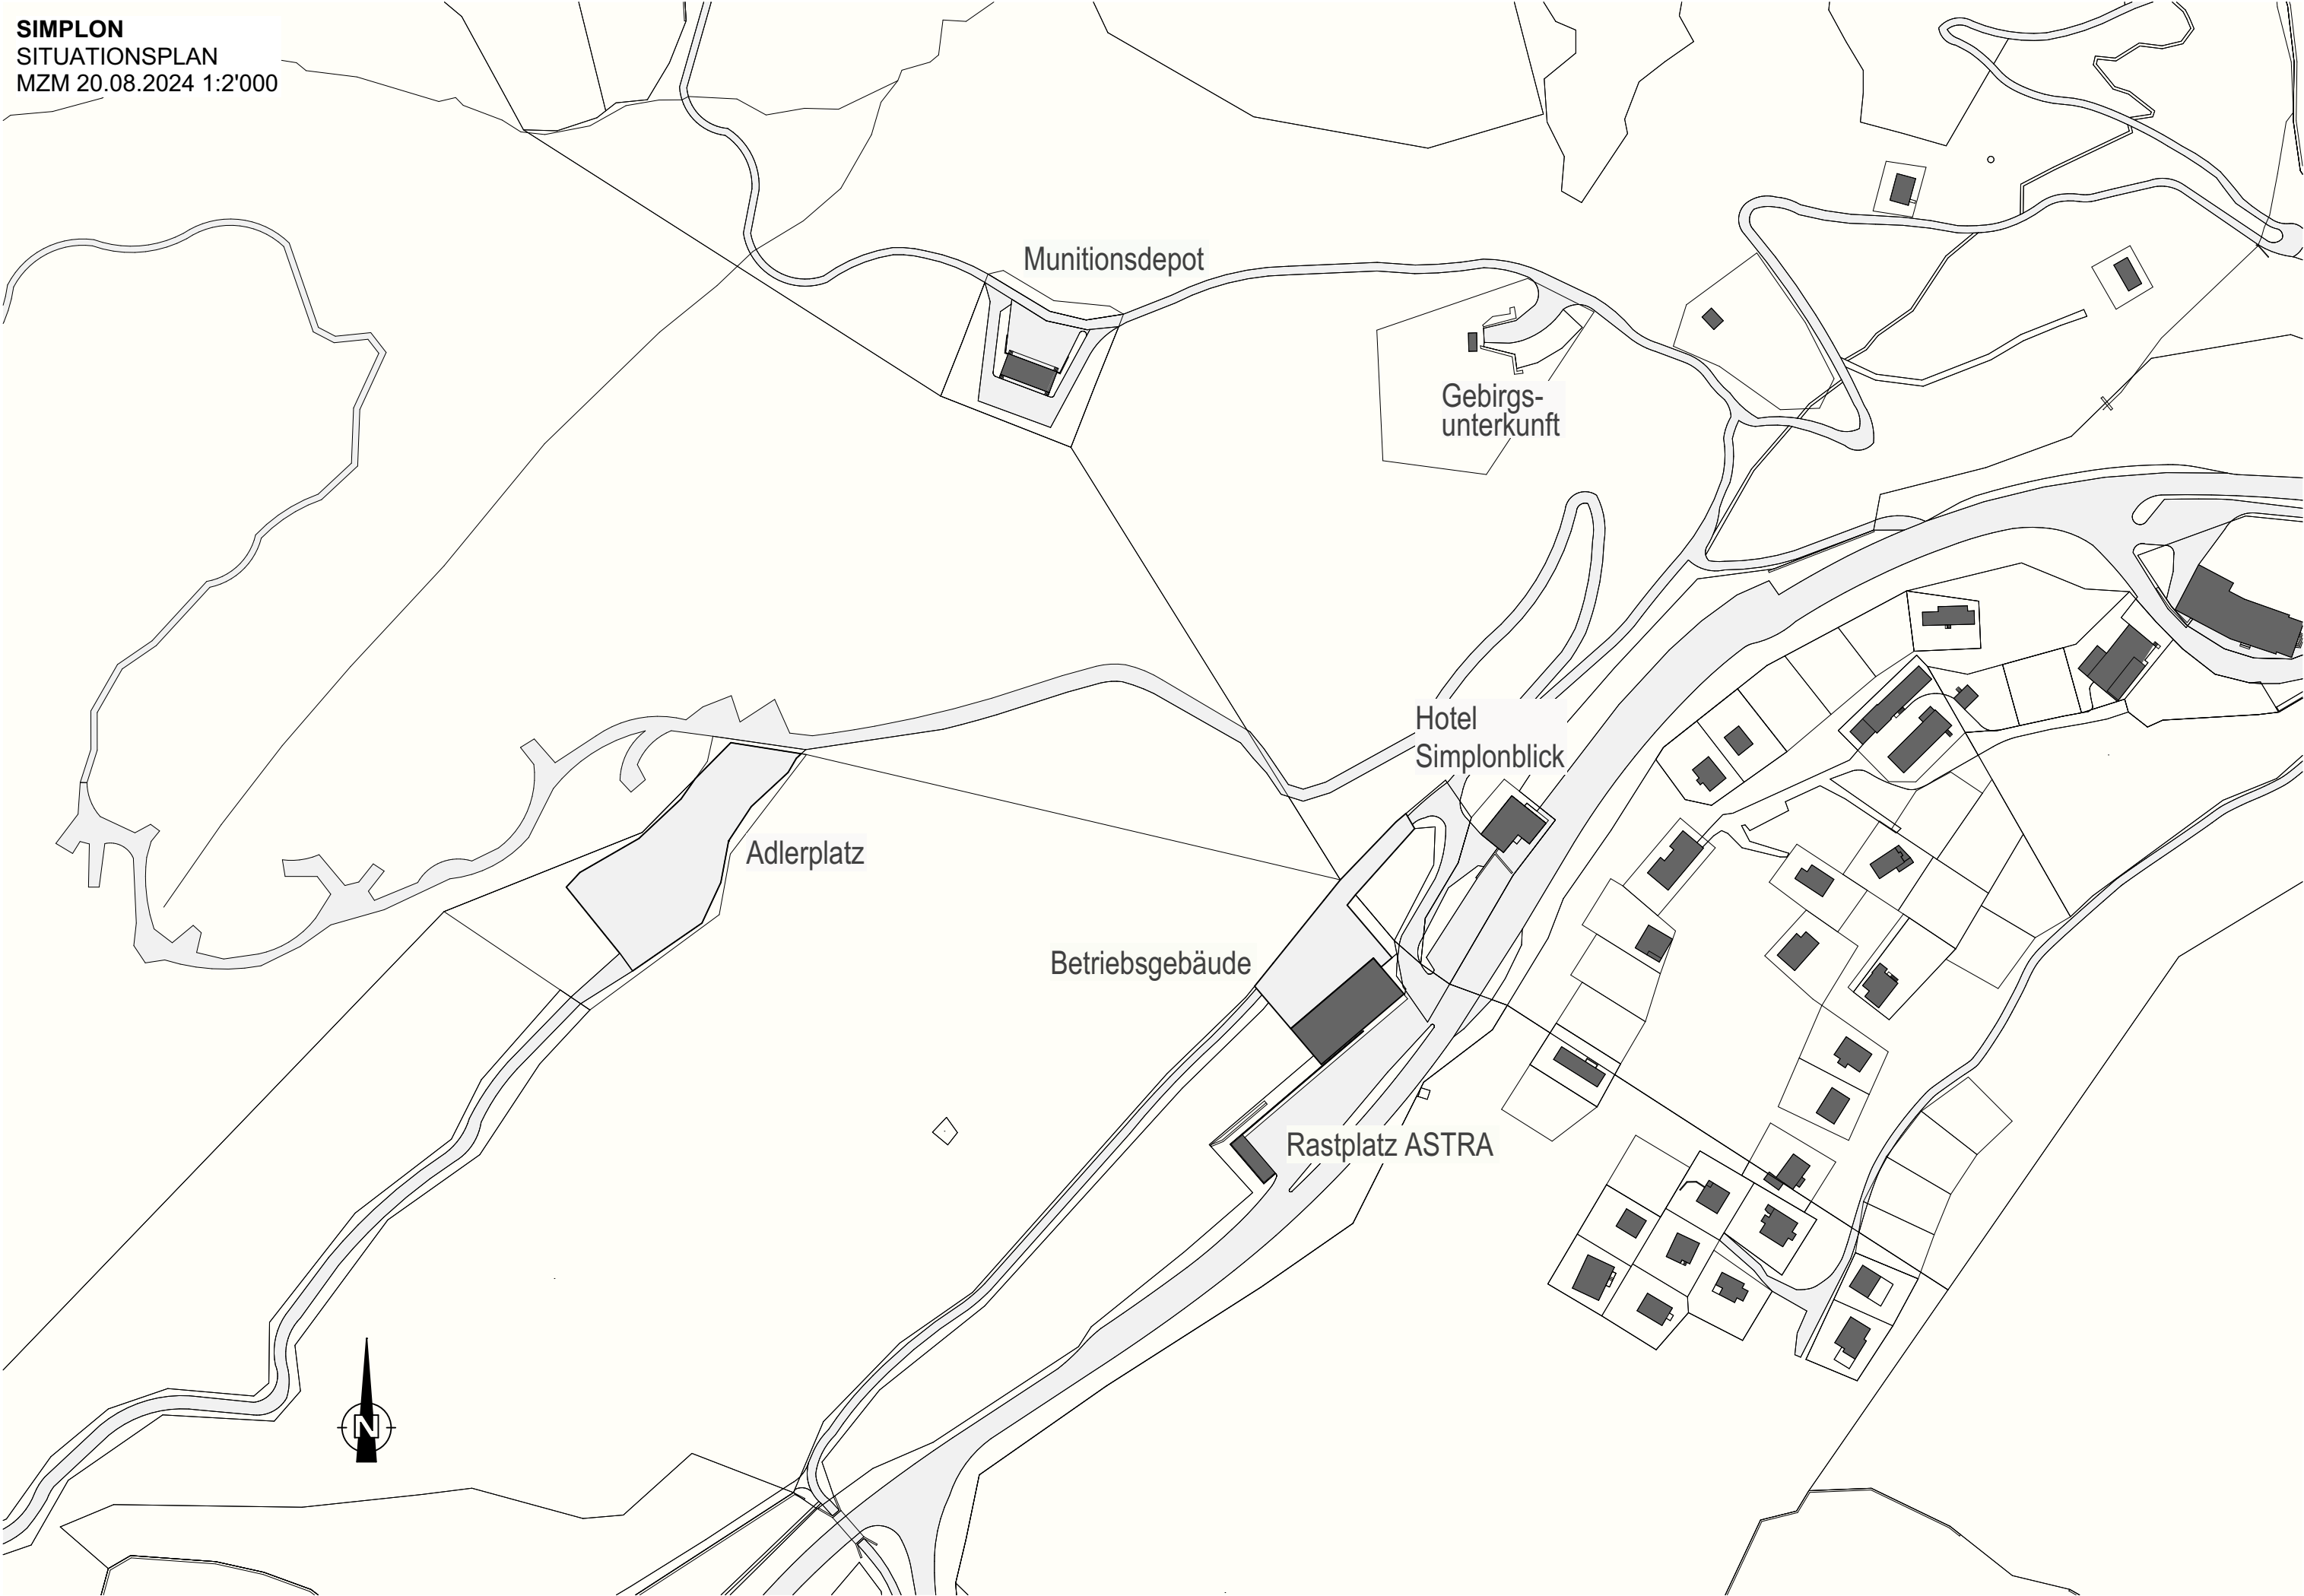 SIMPLON
SITUATIONSPLAN
MZM 20.08.2024 1:2'000
Munitionsdepot
Gebirgs-
unterkunft
Hotel
Simplonblick
Adlerplatz
Betriebsgebäude
Rastplatz ASTRA
N